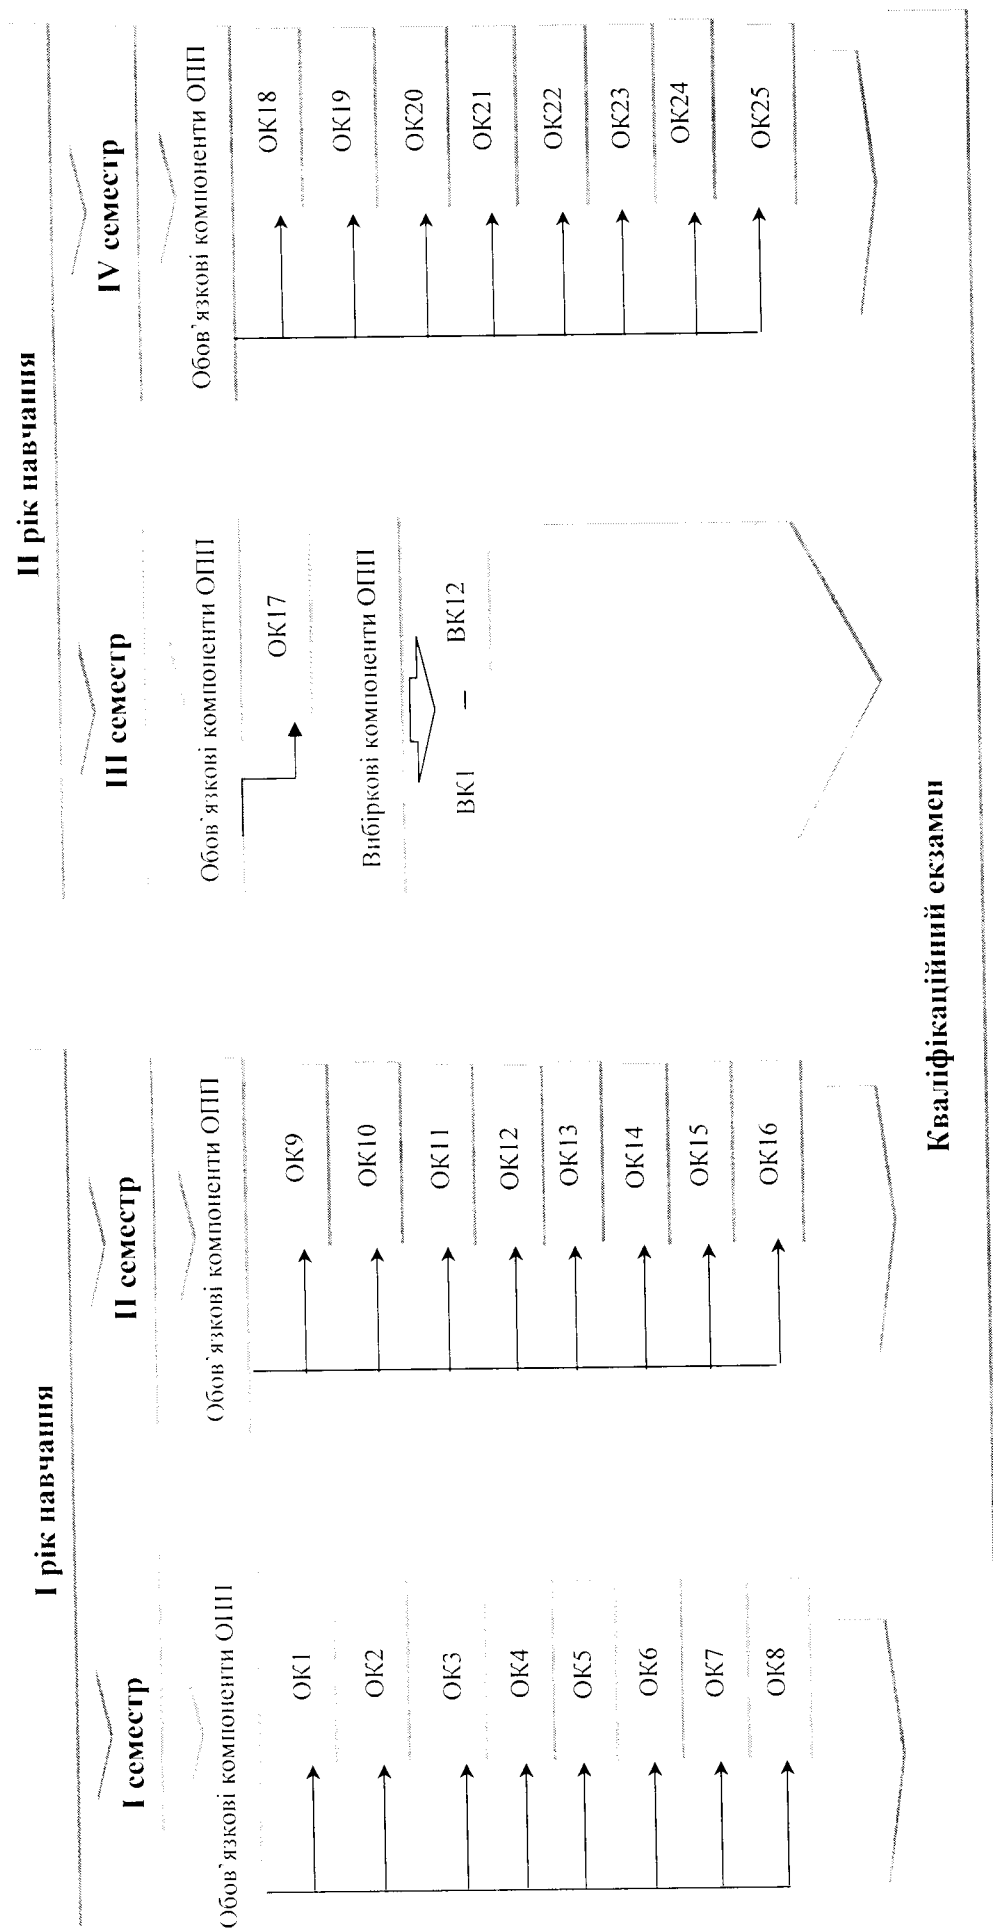 І рік навчання
ІІ рік навчання
І семестр
ІІ семестр
ІІІ семестр
IV семестр
Обов'язкові компоненти ОПП
ОК1
ОК2
ОК3
ОК4
ОК5
ОК6
ОК7
ОК8
Обов'язкові компоненти ОПП
ОК9
ОК10
ОК11
ОК12
ОК13
ОК14
ОК15
ОК16
Обов'язкові компоненти ОПП
ОК17
Вибіркові компоненти ОПП
ВК1 – ВК12
Обов'язкові компоненти ОПП
ОК18
ОК19
ОК20
ОК21
ОК22
ОК23
ОК24
ОК25
Кваліфікаційний екзамен